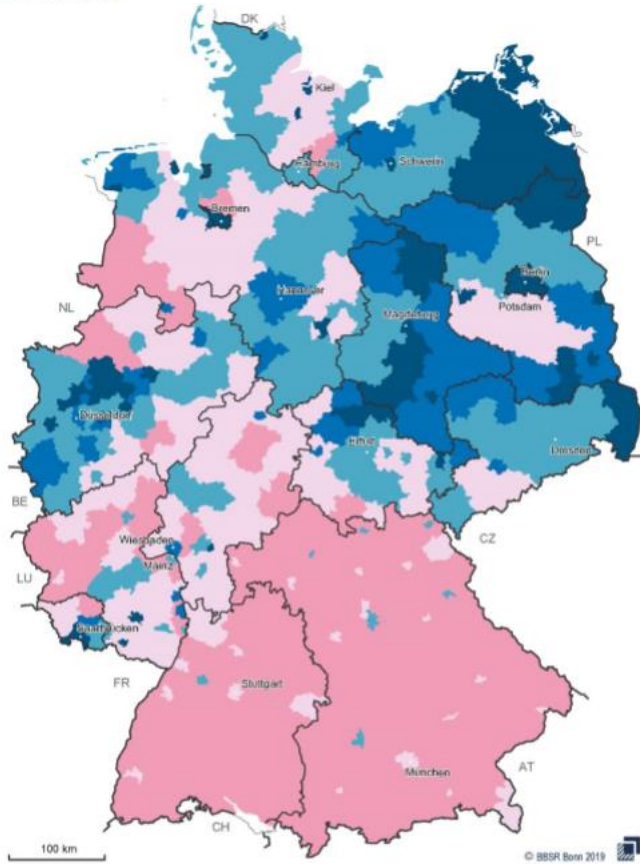 DK
Kiel
Hamburg
Schwerin
Bremen
PL
Berlin
Hannover
Potsdam
NL
Magdeburg
Düsseldorf
Erfurt
Dresden
BE
Wiesbaden
CZ
Mainz
LU
Saarbrücken
FR
Stuttgart
München
AT
CH
100 km
© BBSR Bonn 2019